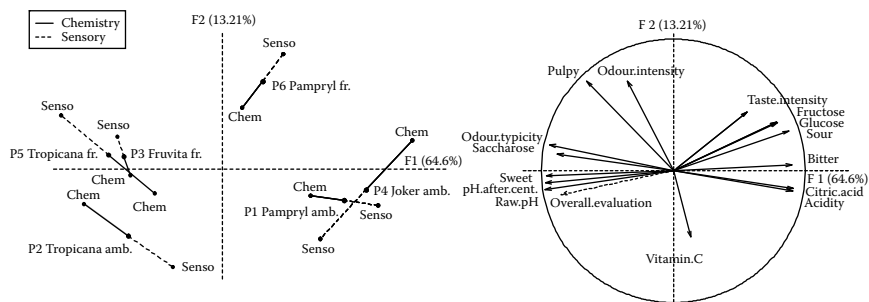 Chemistry
Sensory
F2 (13.21%)
Senso
P6 Pampryl fr.
Chem
Senso
Senso
P5 Tropicana fr.
P3 Fruvita fr.
Chem
Chem
Chem
P2 Tropicana amb.
Senso
Chem
F1 (64.6%)
Chem
P4 Joker amb.
P1 Pampryl amb.
Senso
Senso
F 2 (13.21%)
Pulpy
Odour.intensity
Taste.intensity
Fructose
Glucose
Sour
Odour.typicity
Saccharose
Bitter
Sweet
F 1 (64.6%)
pH.after.cent.
Citric.acid
Raw.pH
Overall.evaluation
Acidity
Vitamin.C